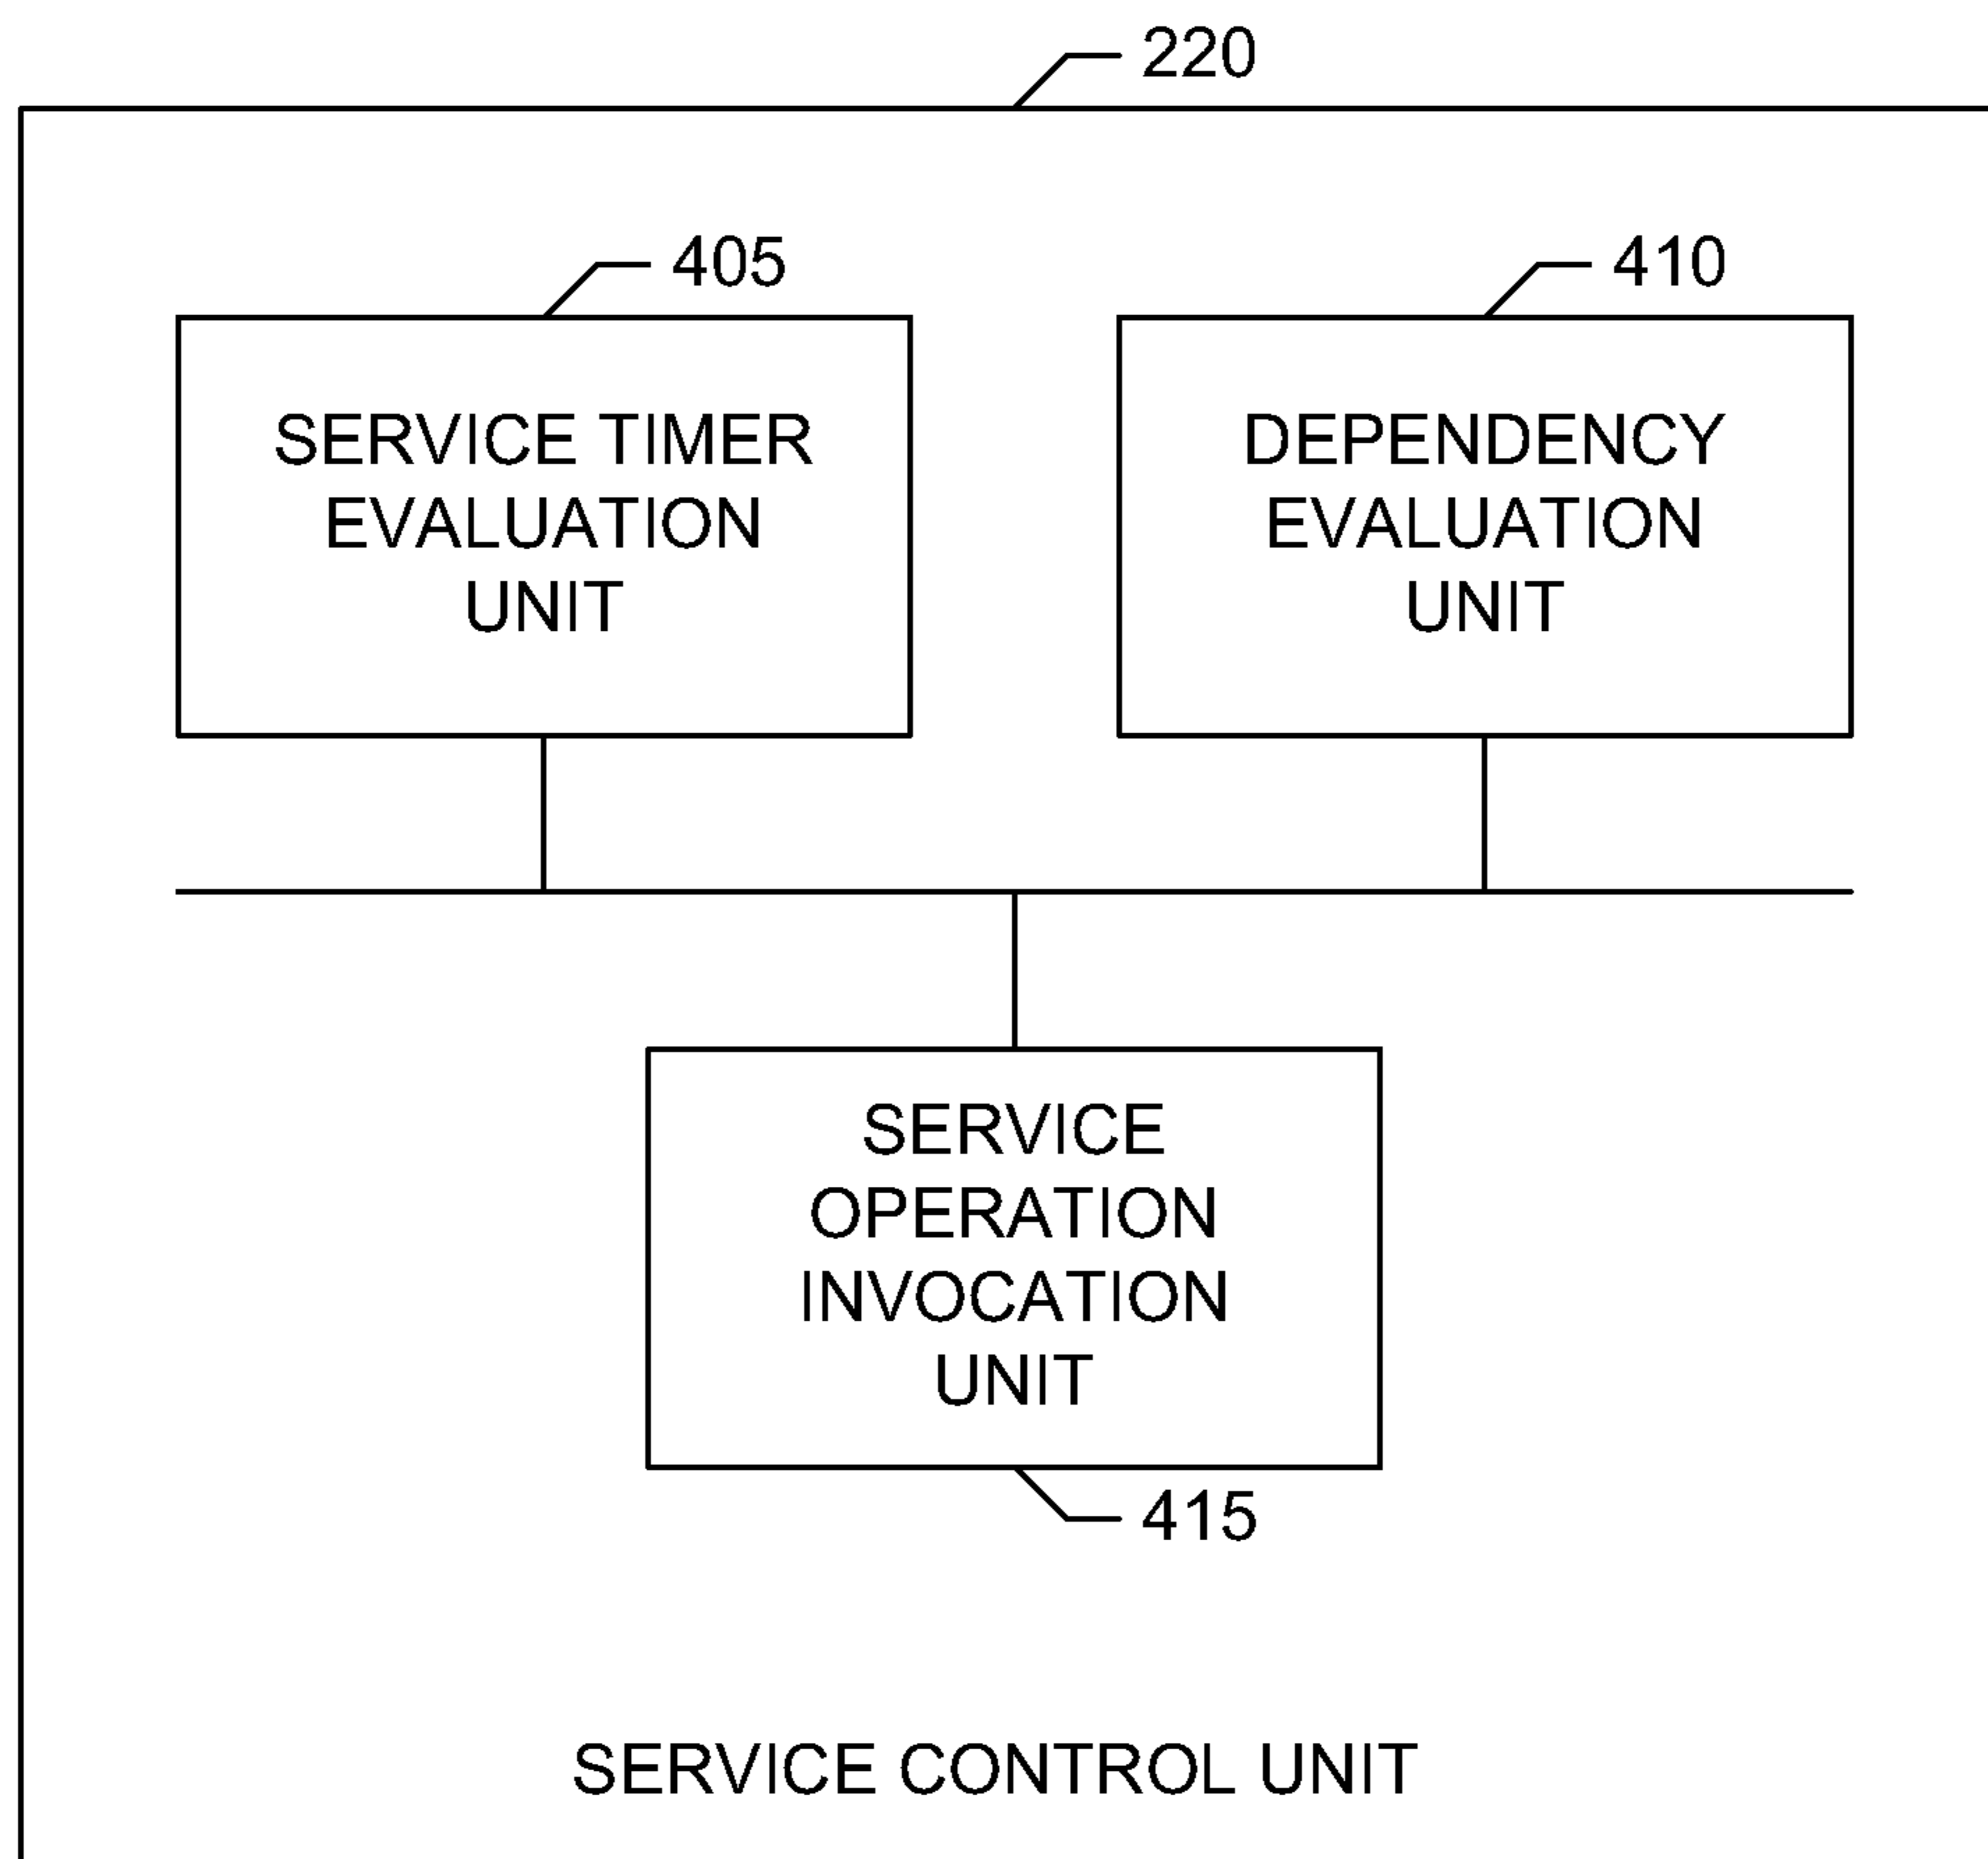 220
405
410
SERVICE TIMER
EVALUATION
UNIT
DEPENDENCY
EVALUATION
UNIT
SERVICE
OPERATION
INVOCATION
UNIT
415
SERVICE CONTROL UNIT